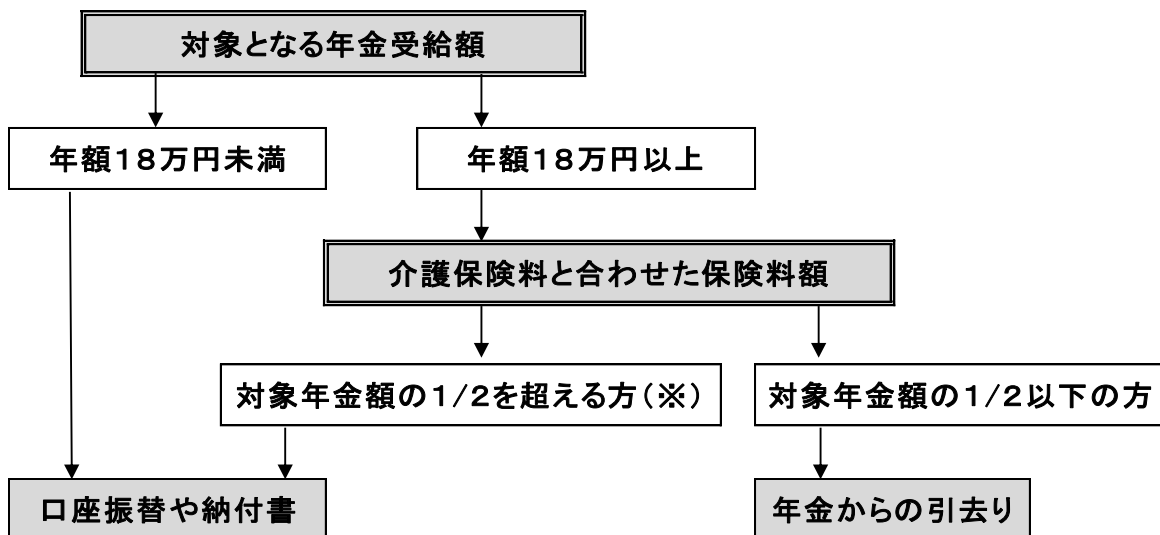 対象となる年金受給額
年額18万円未満
年額18万円以上
介護保険料と合わせた保険料額
対象年金額の1/2を超える方(※)
対象年金額の1/2以下の方
口座振替や納付書
年金からの引去り